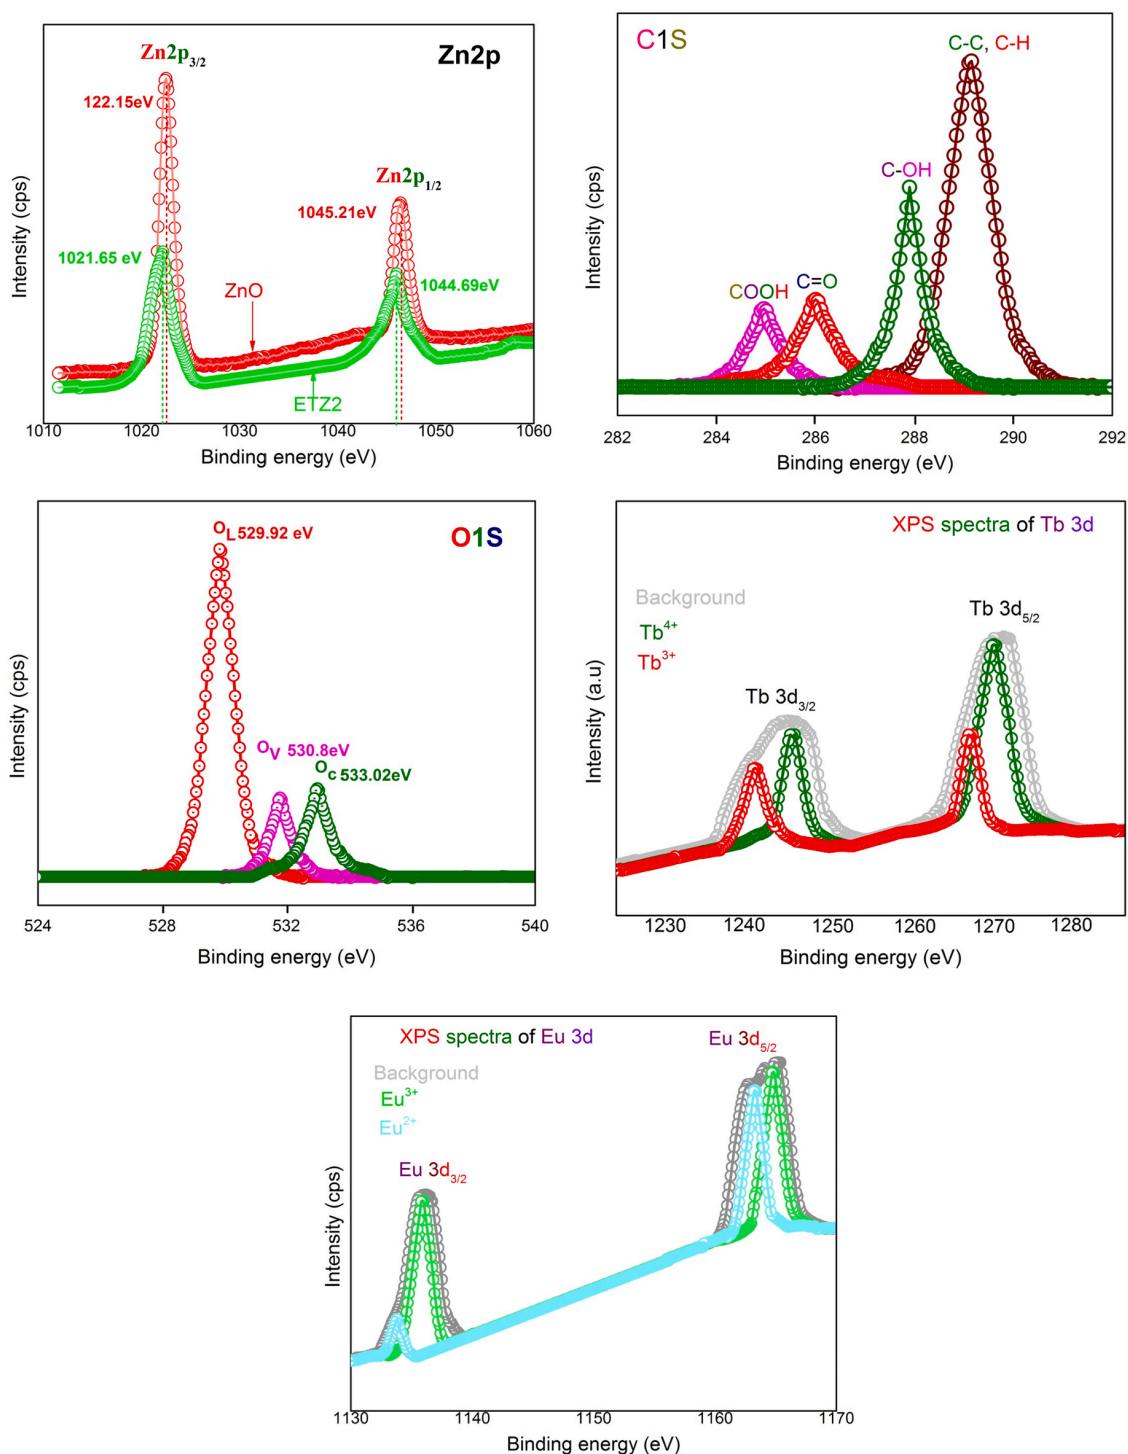 Zn2p
Zn2p3/2
122.15eV
Zn2p1/2
1045.21eV
1021.65 eV
1044.69eV
ZnO
ETZ2
Intensity (cps)
1010 1020 1030 1040 1050 1060
Binding energy (eV)
C1S
C-C, C-H
C-OH
COOH
C=O
Intensity (cps)
282 284 286 288 290 292
Binding energy (eV)
O1S
OL 529.92 eV
OV 530.8eV
Oc 533.02eV
Intensity (cps)
524 528 532 536 540
Binding energy (eV)
XPS spectra of Tb 3d
Background
Tb4+
Tb3+
Tb 3d5/2
Tb 3d3/2
Intensity (a.u)
1230 1240 1250 1260 1270 1280
Binding energy (eV)
XPS spectra of Eu 3d
Eu 3d5/2
Background
Eu3+
Eu2+
Eu 3d3/2
Intensity (cps)
1130 1140 1150 1160 1170
Binding energy (eV)